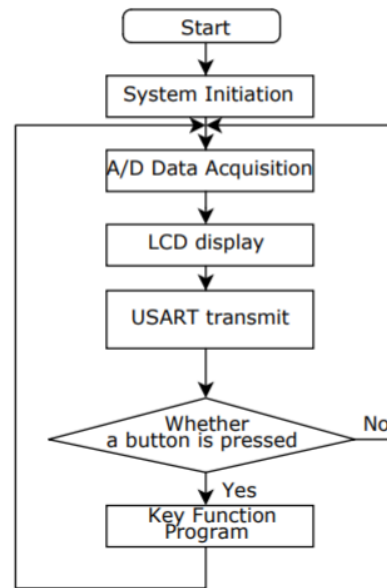 Start
System Initiation
A/D Data Acquisition
LCD display
USART transmit
Whether
a button is pressed
No
Yes
Key Function
Program